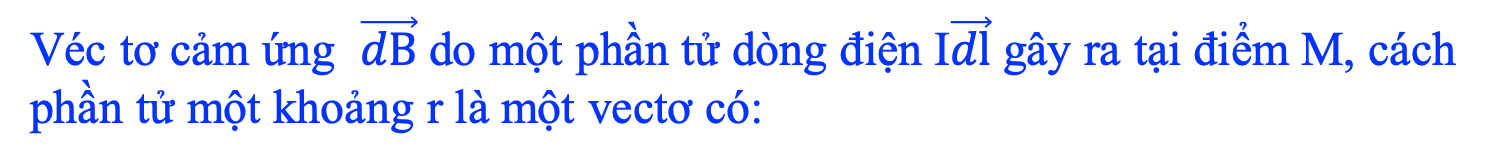 Véc tơ cảm ứng $\overrightarrow{dB}$ do một phần tử dòng điện I$\overrightarrow{dl}$ gây ra tại điểm M, cách
phần tử một khoảng r là một vectơ có: